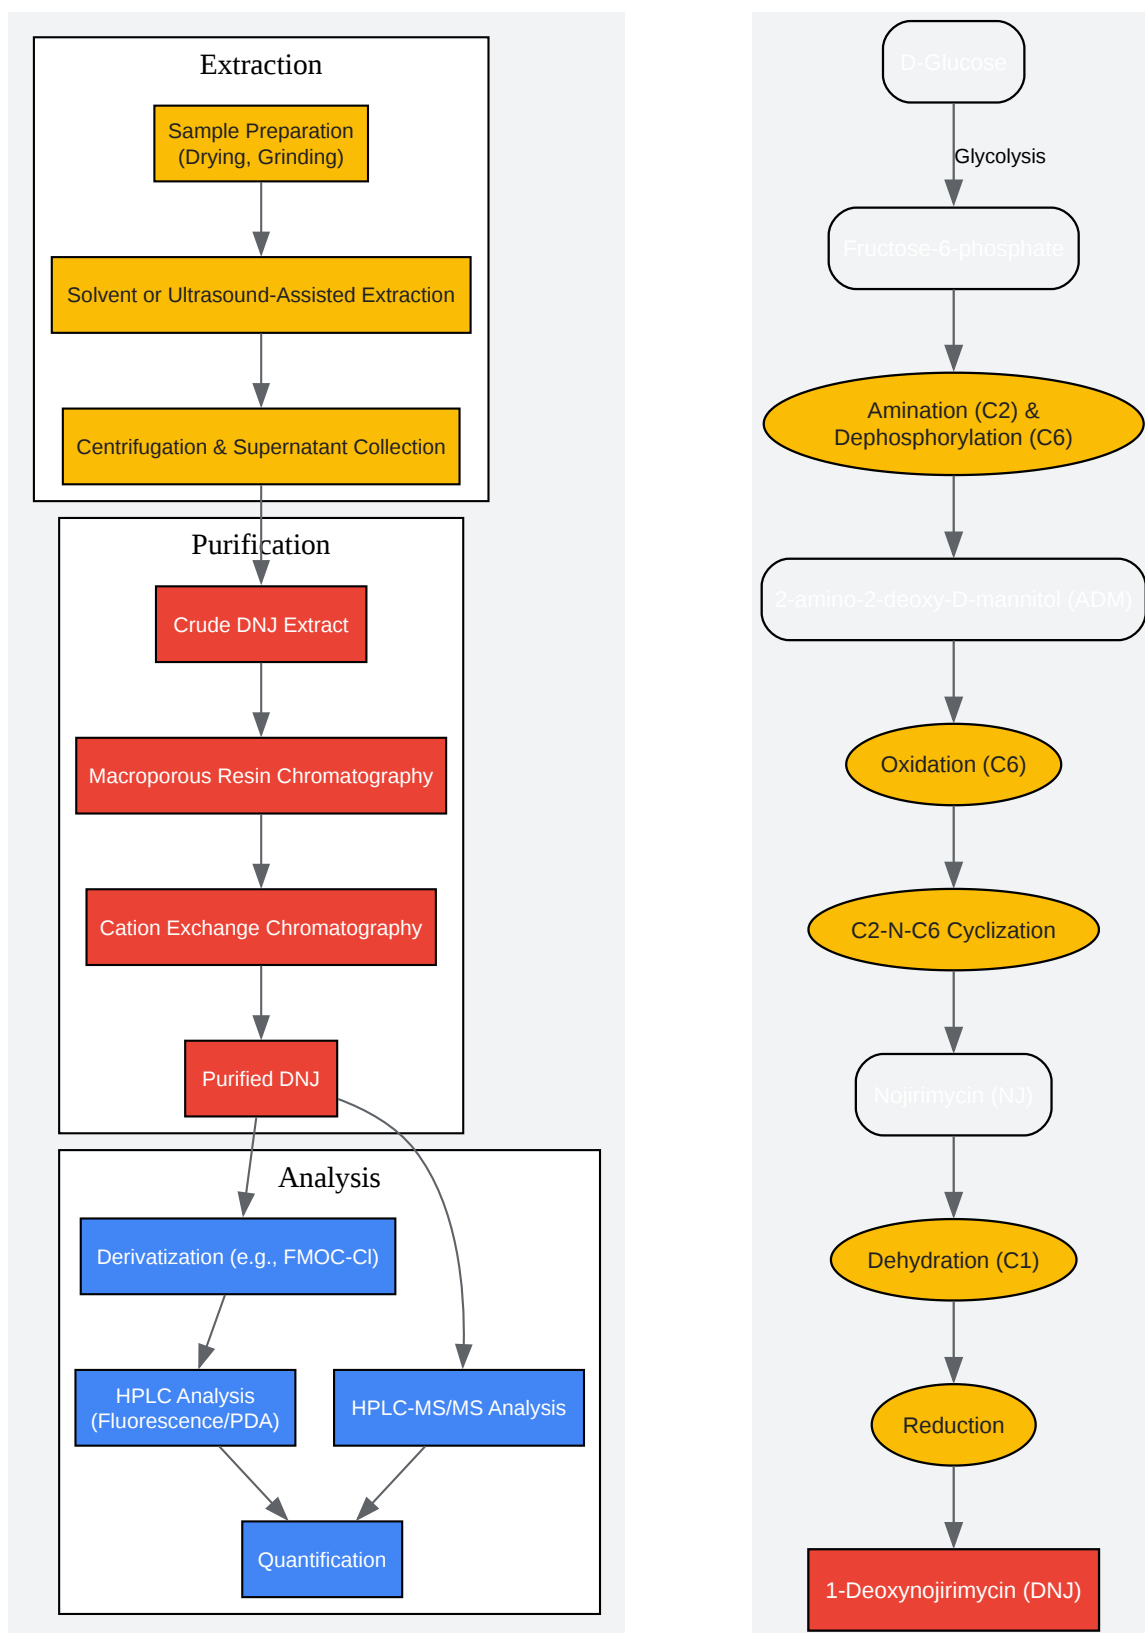 Extraction
Sample Preparation
(Drying, Grinding)
Solvent or Ultrasound-Assisted Extraction
Centrifugation & Supernatant Collection
Purification
Crude DNJ Extract
Macroporous Resin Chromatography
Cation Exchange Chromatography
Purified DNJ
Analysis
Derivatization (e.g., FMOC-Cl)
HPLC Analysis
(Fluorescence/PDA)
HPLC-MS/MS Analysis
Quantification
D-Glucose
Glycolysis
Fructose-6-phosphate
Amination (C2) &
Dephosphorylation (C6)
2-amino-2-deoxy-D-mannitol (ADM)
Oxidation (C6)
C2-N-C6 Cyclization
Nojirimycin (NJ)
Dehydration (C1)
Reduction
1-Deoxynojirimycin (DNJ)